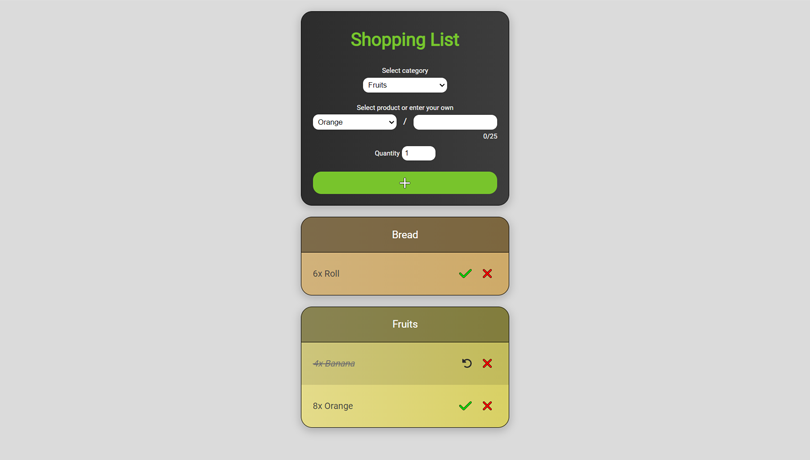 Shopping List
Select category
Fruits
Select product or enter your own
Orange /
0/25
Quantity 1
+
Bread
6x Roll
Fruits
4x Banana
8x Orange